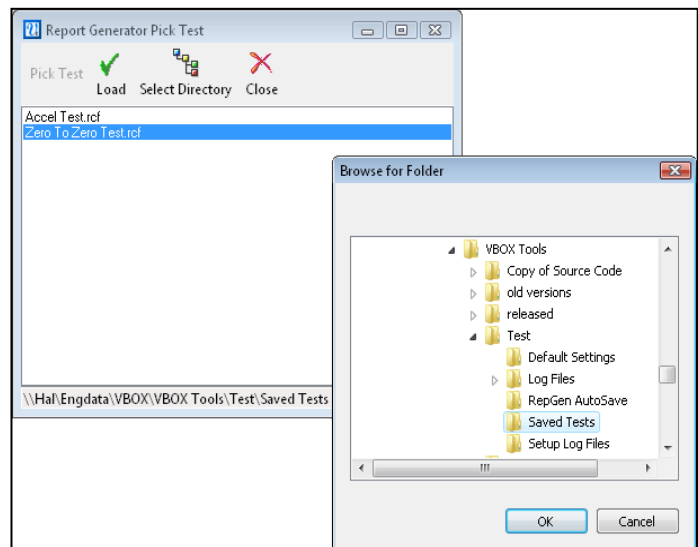 Report Generator Pick Test
Pick Test
Load
Select Directory
Close
Accel Test.rcf
Zero To Zero Test.rcf
\\Hal\Engdata\VBOX\VBOX Tools\Test\Saved Tests
Browse for Folder
VBOX Tools
Copy of Source Code
old versions
released
Test
Default Settings
Log Files
RepGen AutoSave
Saved Tests
Setup Log Files
OK
Cancel